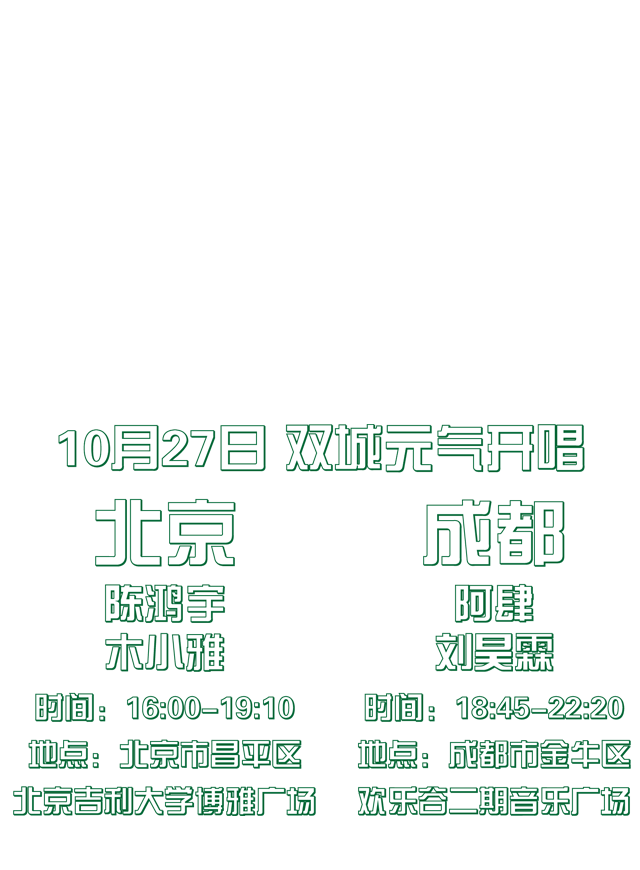 10月27日 双城元气开唱
北京
陈鸿宇
木小雅
时间：16:00-19:10
地点：北京市昌平区
北京吉利大学博雅广场
成都
阿肆
刘昊霖
时间：18:45-22:20
地点：成都市金牛区
欢乐谷二期音乐广场